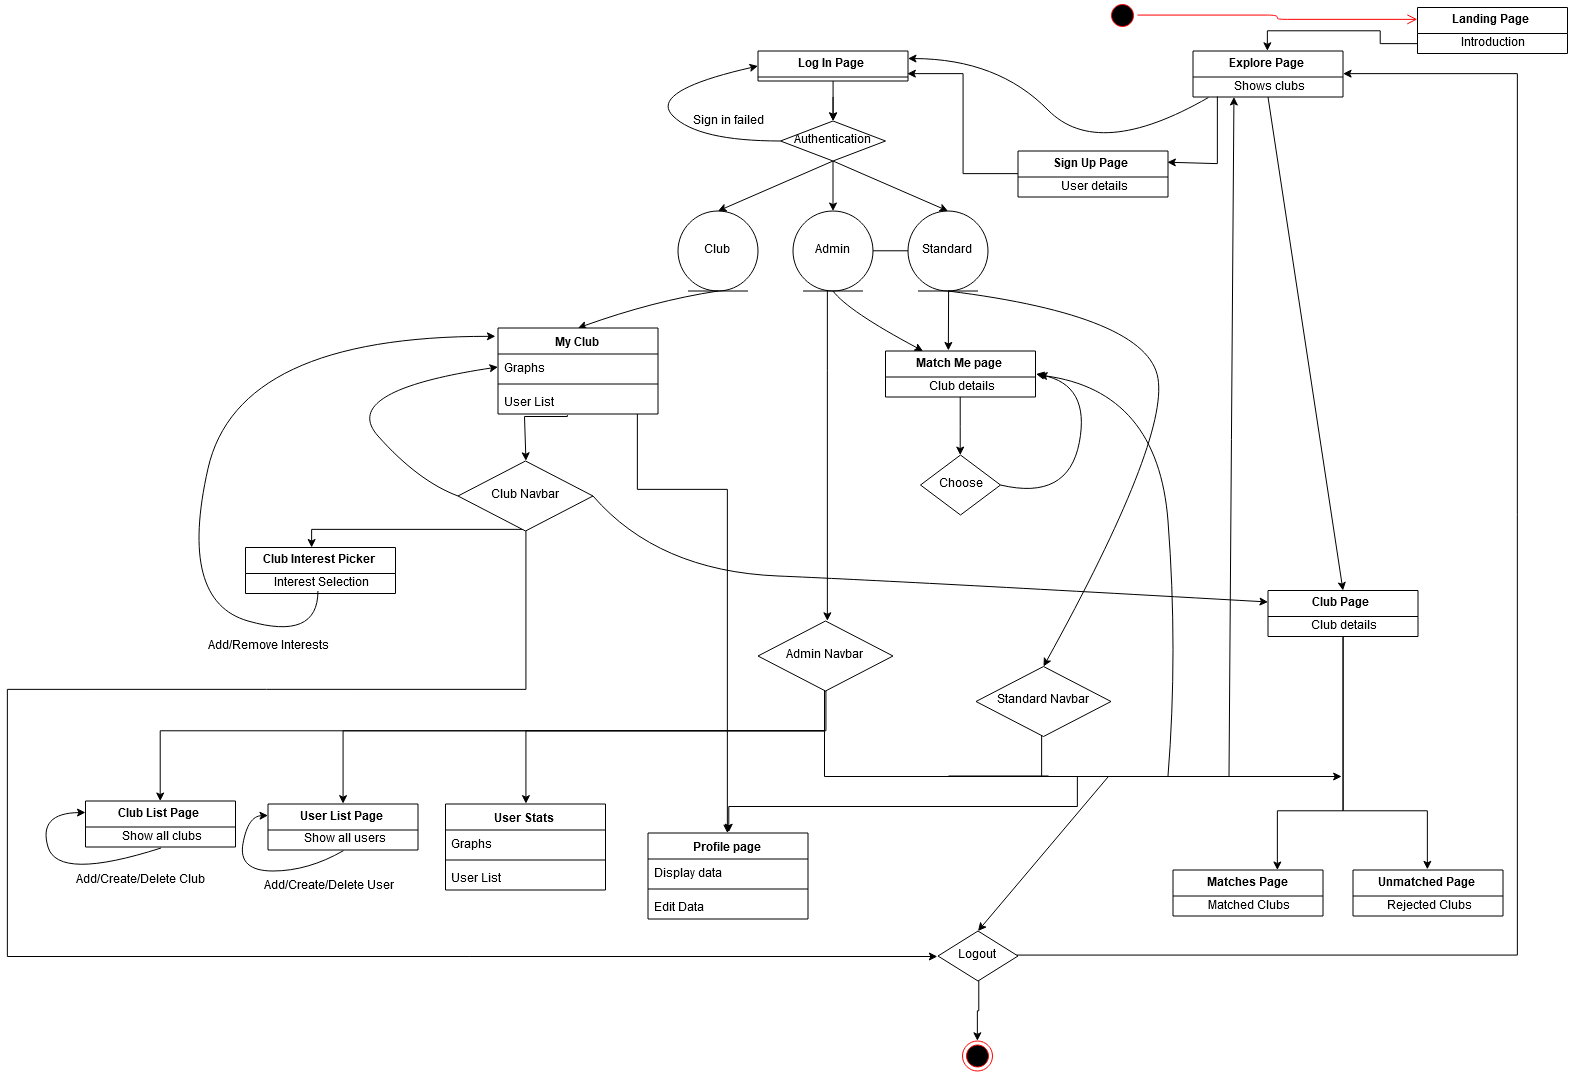 Landing Page
Introduction
Log In Page
Explore Page
Shows clubs
Sign in failed
Authentication
Sign Up Page
User details
Club
Admin
Standard
My Club
Graphs
User List
Match Me page
Club details
Club Navbar
Choose
Club Interest Picker
Interest Selection
Add/Remove Interests
Club Page
Club details
Admin Navbar
Standard Navbar
Club List Page
Show all clubs
Add/Create/Delete Club
User List Page
Show all users
Add/Create/Delete User
User Stats
Graphs
User List
Profile page
Display data
Edit Data
Matches Page
Matched Clubs
Unmatched Page
Rejected Clubs
Logout